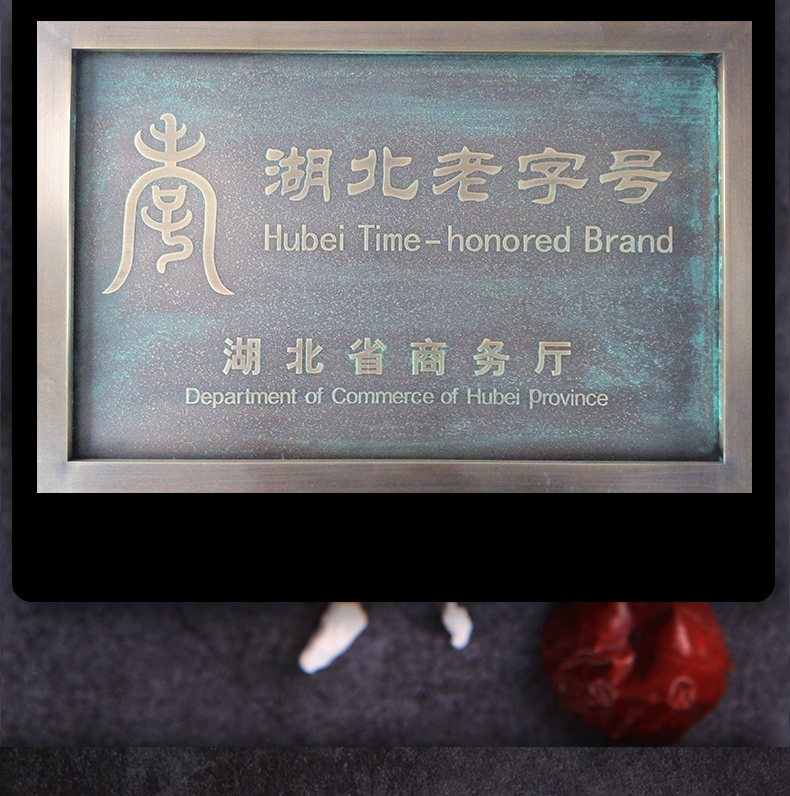 湖北老字号
Hubei Time-honored Brand
湖北省商务厅
Department of Commerce of Hubei province